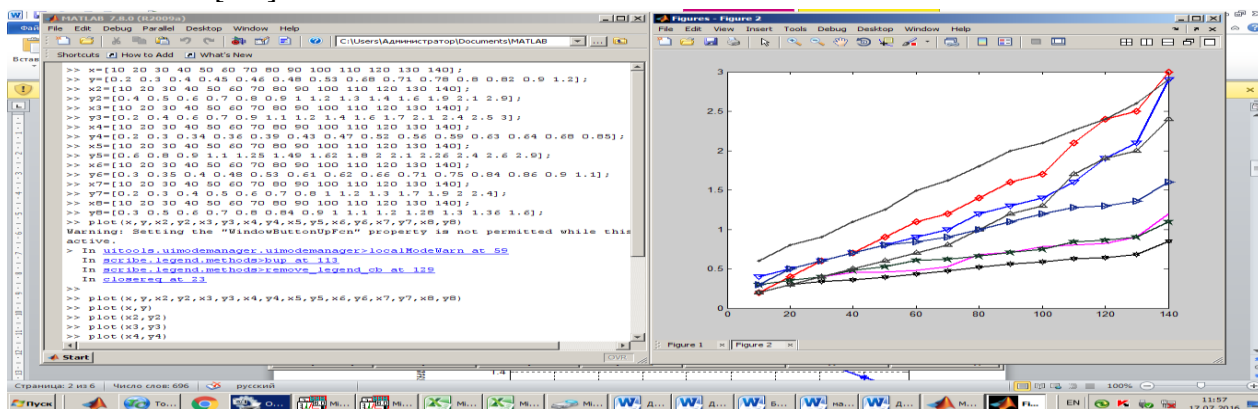 MATLAB 7.8.0 (R2009a)
File Edit Debug Parallel Desktop Window Help
C:\Users\Администратор\Documents\MATLAB
Shortcuts How to Add What's New
>> x=[10 20 30 40 50 60 70 80 90 100 110 120 130 140];
>> y=[0.2 0.3 0.4 0.45 0.46 0.48 0.53 0.68 0.71 0.78 0.8 0.82 0.9 1.2];
>> x2=[10 20 30 40 50 60 70 80 90 100 110 120 130 140];
>> y2=[0.4 0.5 0.6 0.7 0.8 0.9 1 1.2 1.3 1.4 1.6 1.9 2.1 2.9];
>> x3=[10 20 30 40 50 60 70 80 90 100 110 120 130 140];
>> y3=[0.2 0.4 0.6 0.7 0.9 1.1 1.2 1.4 1.6 1.7 2.1 2.4 2.5 3];
>> x4=[10 20 30 40 50 60 70 80 90 100 110 120 130 140];
>> y4=[0.2 0.3 0.34 0.36 0.39 0.43 0.47 0.52 0.56 0.59 0.63 0.64 0.68 0.85];
>> x5=[10 20 30 40 50 60 70 80 90 100 110 120 130 140];
>> y5=[0.6 0.8 0.9 1.1 1.25 1.49 1.62 1.8 2 2.1 2.26 2.4 2.6 2.9];
>> x6=[10 20 30 40 50 60 70 80 90 100 110 120 130 140];
>> y6=[0.3 0.35 0.4 0.48 0.53 0.61 0.62 0.66 0.71 0.75 0.84 0.86 0.9 1.1];
>> x7=[10 20 30 40 50 60 70 80 90 100 110 120 130 140];
>> y7=[0.2 0.3 0.4 0.5 0.6 0.7 0.8 1 1.2 1.3 1.7 1.9 2 2.4];
>> x8=[10 20 30 40 50 60 70 80 90 100 110 120 130 140];
>> y8=[0.3 0.5 0.6 0.7 0.8 0.84 0.9 1 1.1 1.2 1.28 1.3 1.36 1.6];
>> plot(x,y,x2,y2,x3,y3,x4,y4,x5,y5,x6,y6,x7,y7,x8,y8)
Warning: Setting the "WindowButtonUpFcn" property is not permitted while this
active.
> In uitools.uimodemanager.uimodemanager>localModeWarn at 59
In scribe.legend.methods>bup at 113
In scribe.legend.methods>remove_legend_cb at 129
In closereq at 23
>>
>> plot(x,y,x2,y2,x3,y3,x4,y4,x5,y5,x6,y6,x7,y7,x8,y8)
>> plot(x,y)
>> plot(x2,y2)
>> plot(x3,y3)
>> plot(x4,y4)
Start
OVR
Figures - Figure 2
File Edit View Insert Tools Debug Desktop Window Help
3
2.5
2
1.5
1
0.5
0
0 20 40 60 80 100 120 140
Figure 1 × Figure 2 ×
1.4
Страница: 2 из 6 Число слов: 696 русский
100%
Пуск
EN
11:57
17.07.2016